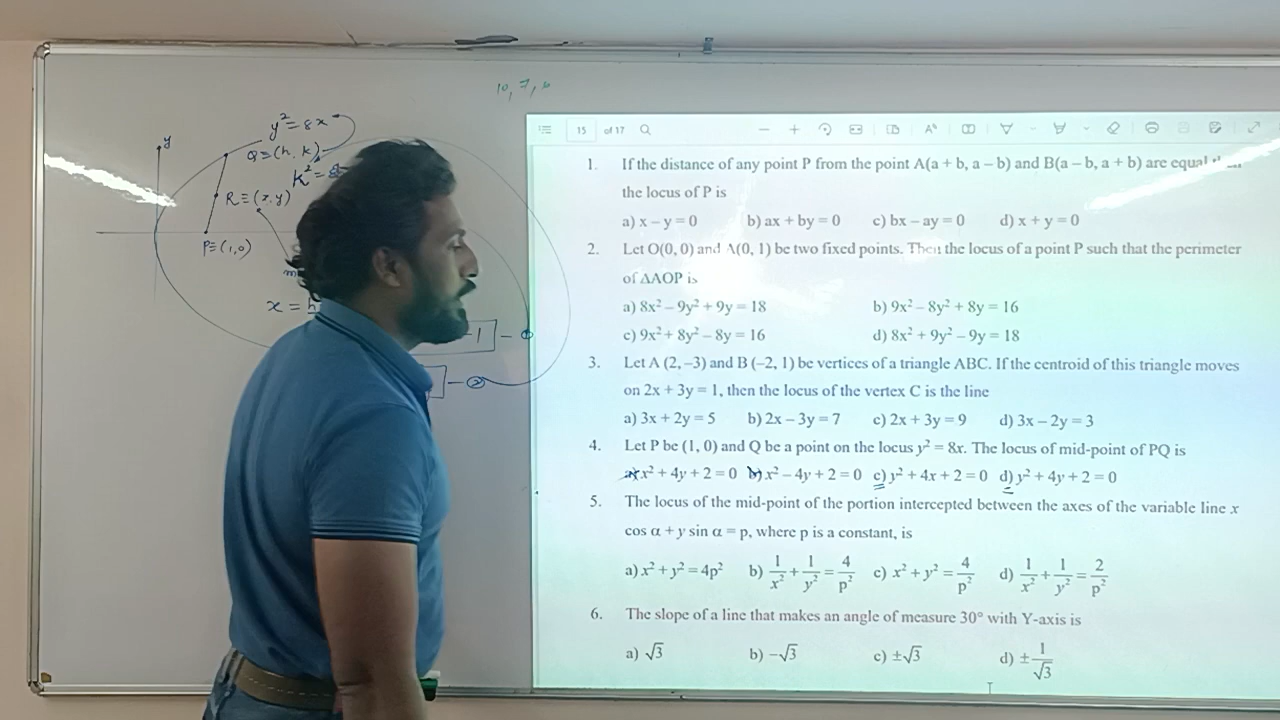 10, 7, 6
y² = 8x
Q ≡ (h, k)
k² = 8
R ≡ (x, y)
P ≡ (1, 0)
y
x = h
-1 - ①
- ②
15 of 17
1. If the distance of any point P from the point A(a + b, a – b) and B(a – b, a + b) are equal
the locus of P is
a) x – y = 0 b) ax + by = 0 c) bx – ay = 0 d) x + y = 0
2. Let O(0, 0) and A(0, 1) be two fixed points. Then the locus of a point P such that the perimeter
of ΔAOP is
a) 8x² – 9y² + 9y = 18 b) 9x² – 8y² + 8y = 16
c) 9x² + 8y² – 8y = 16 d) 8x² + 9y² – 9y = 18
3. Let A (2, –3) and B (–2, 1) be vertices of a triangle ABC. If the centroid of this triangle moves
on 2x + 3y = 1, then the locus of the vertex C is the line
a) 3x + 2y = 5 b) 2x – 3y = 7 c) 2x + 3y = 9 d) 3x – 2y = 3
4. Let P be (1, 0) and Q be a point on the locus y² = 8x. The locus of mid-point of PQ is
a) x² + 4y + 2 = 0 b) x² – 4y + 2 = 0 c) y² + 4x + 2 = 0 d) y² + 4y + 2 = 0
5. The locus of the mid-point of the portion intercepted between the axes of the variable line x
cos α + y sin α = p, where p is a constant, is
a) x² + y² = 4p² b) 1/x² + 1/y² = 4/p² c) x² + y² = 4/p² d) 1/x² + 1/y² = 2/p²
6. The slope of a line that makes an angle of measure 30° with Y-axis is
a) √3 b) –√3 c) ±√3 d) ± 1/√3